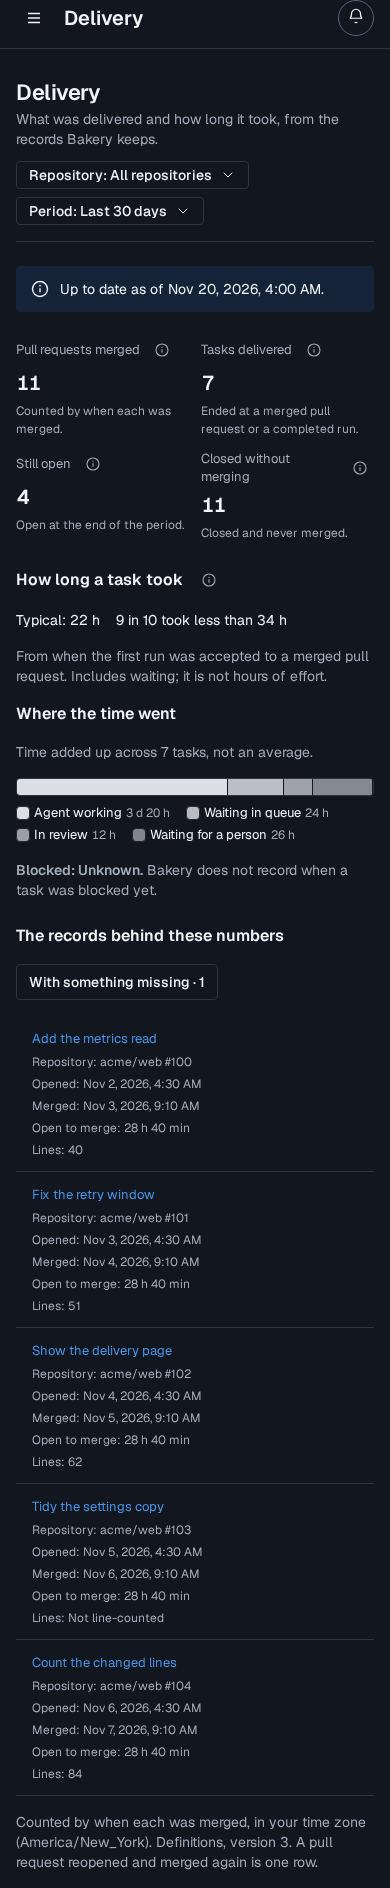 Delivery
Delivery
What was delivered and how long it took, from the
records Bakery keeps.
Repository: All repositories
Period: Last 30 days
Up to date as of Nov 20, 2026, 4:00 AM.
Pull requests merged
11
Counted by when each was
merged.
Tasks delivered
7
Ended at a merged pull
request or a completed run.
Still open
4
Open at the end of the period.
Closed without
merging
11
Closed and never merged.
How long a task took
Typical: 22 h 9 in 10 took less than 34 h
From when the first run was accepted to a merged pull
request. Includes waiting; it is not hours of effort.
Where the time went
Time added up across 7 tasks, not an average.
Agent working 3 d 20 h Waiting in queue 24 h
In review 12 h Waiting for a person 26 h
Blocked: Unknown. Bakery does not record when a
task was blocked yet.
The records behind these numbers
With something missing · 1
Add the metrics read
Repository: acme/web #100
Opened: Nov 2, 2026, 4:30 AM
Merged: Nov 3, 2026, 9:10 AM
Open to merge: 28 h 40 min
Lines: 40
Fix the retry window
Repository: acme/web #101
Opened: Nov 3, 2026, 4:30 AM
Merged: Nov 4, 2026, 9:10 AM
Open to merge: 28 h 40 min
Lines: 51
Show the delivery page
Repository: acme/web #102
Opened: Nov 4, 2026, 4:30 AM
Merged: Nov 5, 2026, 9:10 AM
Open to merge: 28 h 40 min
Lines: 62
Tidy the settings copy
Repository: acme/web #103
Opened: Nov 5, 2026, 4:30 AM
Merged: Nov 6, 2026, 9:10 AM
Open to merge: 28 h 40 min
Lines: Not line-counted
Count the changed lines
Repository: acme/web #104
Opened: Nov 6, 2026, 4:30 AM
Merged: Nov 7, 2026, 9:10 AM
Open to merge: 28 h 40 min
Lines: 84
Counted by when each was merged, in your time zone
(America/New_York). Definitions, version 3. A pull
request reopened and merged again is one row.